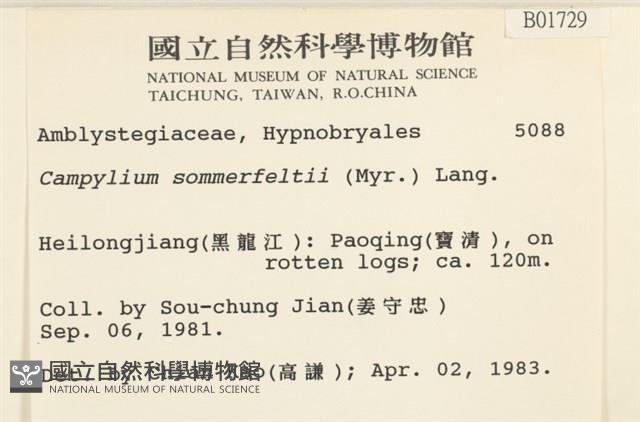 B01729
國立自然科學博物館
NATIONAL MUSEUM OF NATURAL SCIENCE
TAICHUNG, TAIWAN, R.O.CHINA
Amblystegiaceae, Hypnobryales 5088
Campylium sommerfeltii (Myr.) Lang.
Heilongjiang(黑龍江): Paoqing(寶清), on
rotten logs; ca. 120m.
Coll. by Sou-chung Jian(姜守忠)
Sep. 06, 1981.
Det. by (高謙); Apr. 02, 1983.
國立自然科學博物館
NATIONAL MUSEUM OF NATURAL SCIENCE